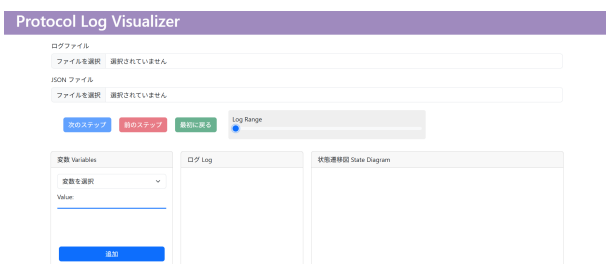 Protocol Log Visualizer
ログファイル
ファイルを選択 選択されていません
JSON ファイル
ファイルを選択 選択されていません
次のステップ 前のステップ 最初に戻る Log Range
変数 Variables ログ Log 状態遷移図 State Diagram
変数を選択
Value:
追加